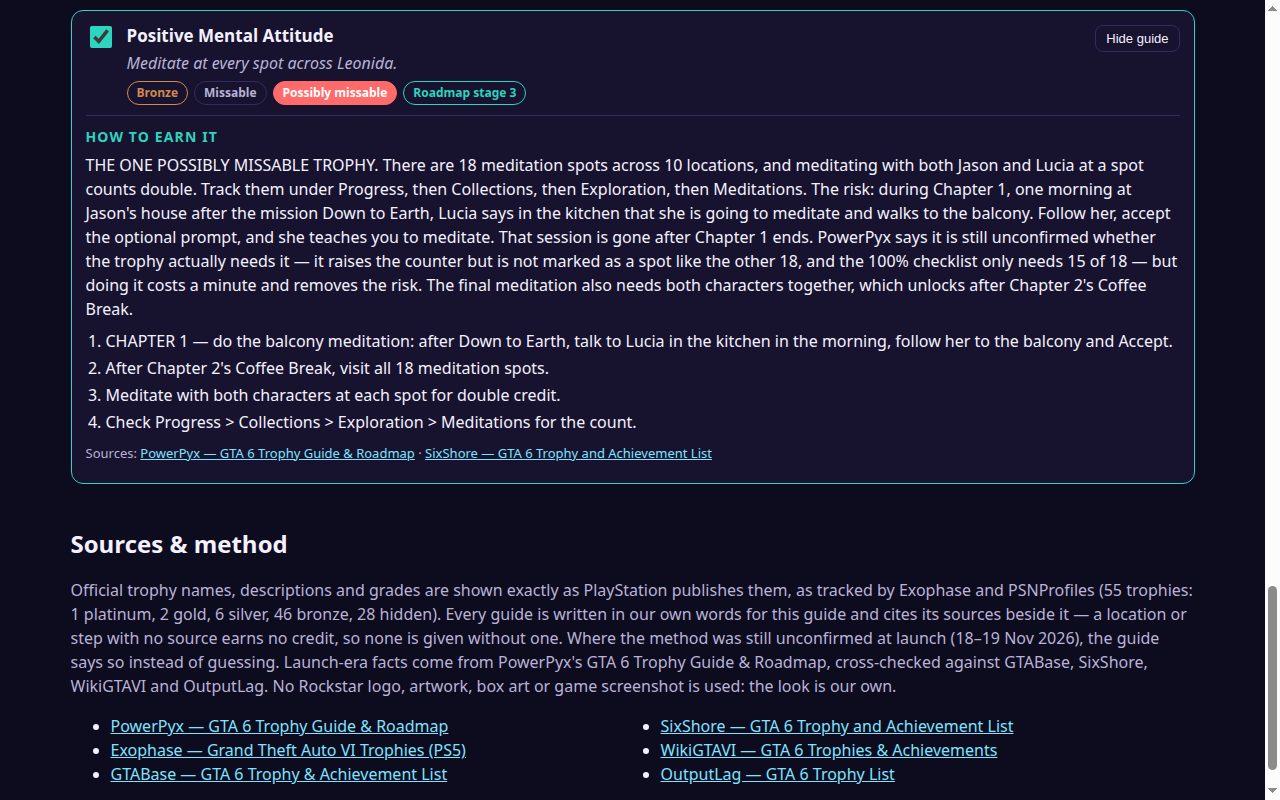 Positive Mental Attitude
Hide guide
Meditate at every spot across Leonida.
Bronze Missable Possibly missable Roadmap stage 3
HOW TO EARN IT
THE ONE POSSIBLY MISSABLE TROPHY. There are 18 meditation spots across 10 locations, and meditating with both Jason and Lucia at a spot
counts double. Track them under Progress, then Collections, then Exploration, then Meditations. The risk: during Chapter 1, one morning at
Jason's house after the mission Down to Earth, Lucia says in the kitchen that she is going to meditate and walks to the balcony. Follow her, accept
the optional prompt, and she teaches you to meditate. That session is gone after Chapter 1 ends. PowerPyx says it is still unconfirmed whether
the trophy actually needs it — it raises the counter but is not marked as a spot like the other 18, and the 100% checklist only needs 15 of 18 — but
doing it costs a minute and removes the risk. The final meditation also needs both characters together, which unlocks after Chapter 2's Coffee
Break.
1. CHAPTER 1 — do the balcony meditation: after Down to Earth, talk to Lucia in the kitchen in the morning, follow her to the balcony and Accept.
2. After Chapter 2's Coffee Break, visit all 18 meditation spots.
3. Meditate with both characters at each spot for double credit.
4. Check Progress > Collections > Exploration > Meditations for the count.
Sources: PowerPyx — GTA 6 Trophy Guide & Roadmap · SixShore — GTA 6 Trophy and Achievement List
Sources & method
Official trophy names, descriptions and grades are shown exactly as PlayStation publishes them, as tracked by Exophase and PSNProfiles (55 trophies:
1 platinum, 2 gold, 6 silver, 46 bronze, 28 hidden). Every guide is written in our own words for this guide and cites its sources beside it — a location or
step with no source earns no credit, so none is given without one. Where the method was still unconfirmed at launch (18–19 Nov 2026), the guide
says so instead of guessing. Launch-era facts come from PowerPyx's GTA 6 Trophy Guide & Roadmap, cross-checked against GTABase, SixShore,
WikiGTAVI and OutputLag. No Rockstar logo, artwork, box art or game screenshot is used: the look is our own.
PowerPyx — GTA 6 Trophy Guide & Roadmap
Exophase — Grand Theft Auto VI Trophies (PS5)
GTABase — GTA 6 Trophy & Achievement List
SixShore — GTA 6 Trophy and Achievement List
WikiGTAVI — GTA 6 Trophies & Achievements
OutputLag — GTA 6 Trophy List